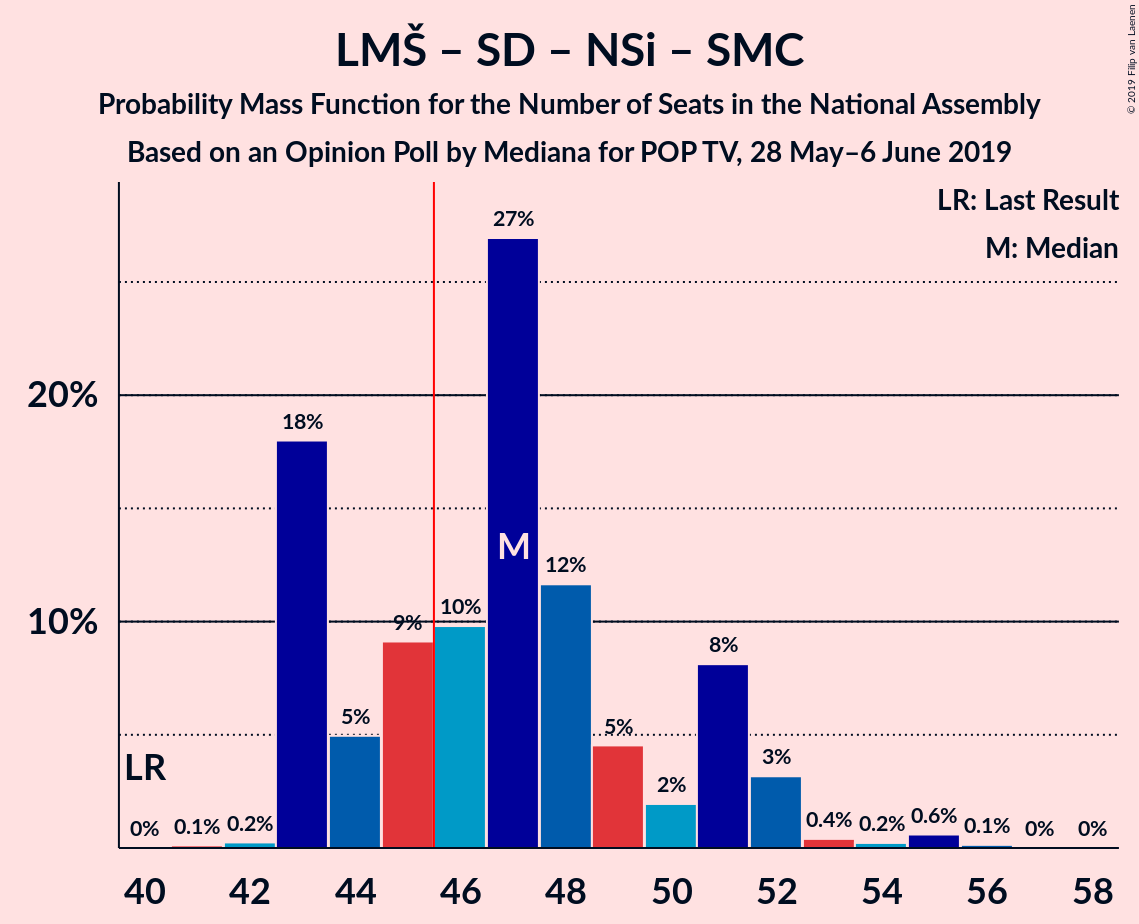 LMŠ – SD – NSi – SMC
Probability Mass Function for the Number of Seats in the National Assembly
Based on an Opinion Poll by Mediana for POP TV, 28 May–6 June 2019
© 2019 Filip van Laenen
LR: Last Result
M: Median
27%
20%
18%
M
12%
10%
10%
9%
8%
5%
5%
3%
LR
2%
0%
0.1%
0.2%
0.4%
0.2%
0.6%
0.1%
0%
0%
40 42 44 46 48 50 52 54 56 58